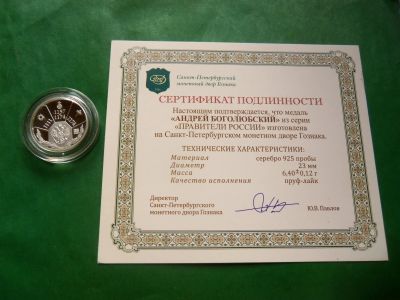 Санкт-Петербургский
монетный двор Гознака
СЕРТИФИКАТ ПОДЛИННОСТИ
Настоящим подтверждается, что медаль
«АНДРЕЙ БОГОЛЮБСКИЙ» из серии
«ПРАВИТЕЛИ РОССИИ» изготовлена
на Санкт-Петербургском монетном дворе Гознака.
ТЕХНИЧЕСКИЕ ХАРАКТЕРИСТИКИ:
Материал серебро 925 пробы
Диаметр 23 мм
Масса 6,40±0,12 г
Качество исполнения пруф-лайк
Директор
Санкт-Петербургского
монетного двора Гознака Ю.В. Павлов